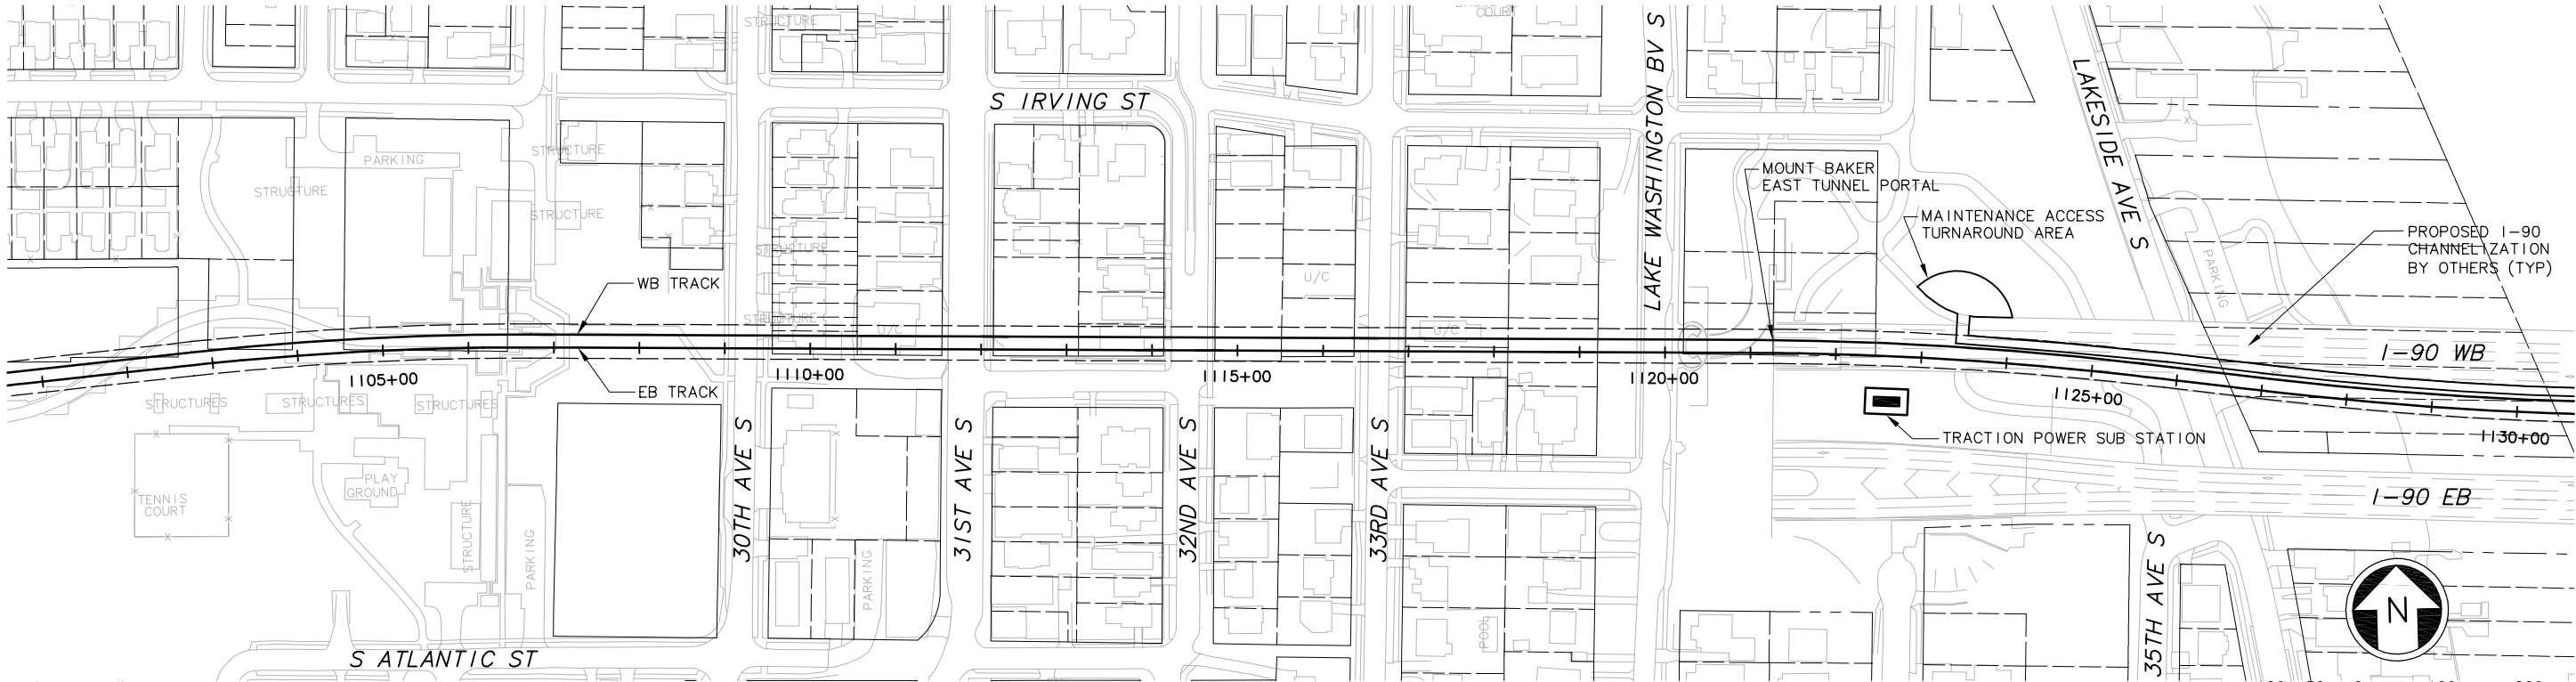 STRUCTURE
COURT
S IRVING ST
LAKE WASHINGTON BV S
LAKESIDE AVE S
PARKING
STRUCTURE
STRUCTURE
STRUCTURE
STRUCTURE
STRUCTURE
MOUNT BAKER
EAST TUNNEL PORTAL
MAINTENANCE ACCESS
TURNAROUND AREA
PROPOSED I-90
CHANNELIZATION
BY OTHERS (TYP)
PARKING
WB TRACK
U/C
U/C
U/C
I-90 WB
1105+00
1110+00
1115+00
1120+00
1125+00
1130+00
EB TRACK
STRUCTURES
STRUCTURES
STRUCTURES
TRACTION POWER SUB STATION
30TH AVE S
31ST AVE S
32ND AVE S
33RD AVE S
PLAY
GROUND
TENNIS
COURT
STRUCTURE
PARKING
PARKING
I-90 EB
35TH AVE S
N
POOL
S ATLANTIC ST